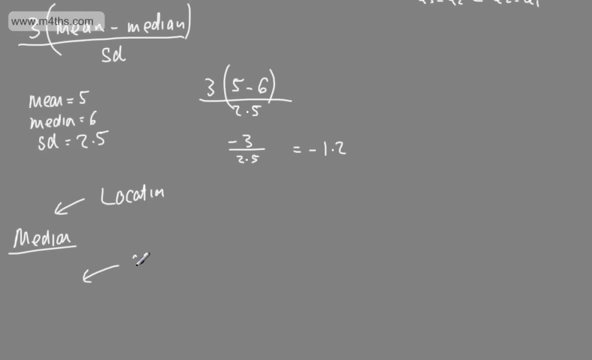 www.m4ths.com
3(mean - median)
sd
mean = 5
median = 6
sd = 2.5
3(5-6)
2.5
-3
2.5
= -1.2
Location
Median